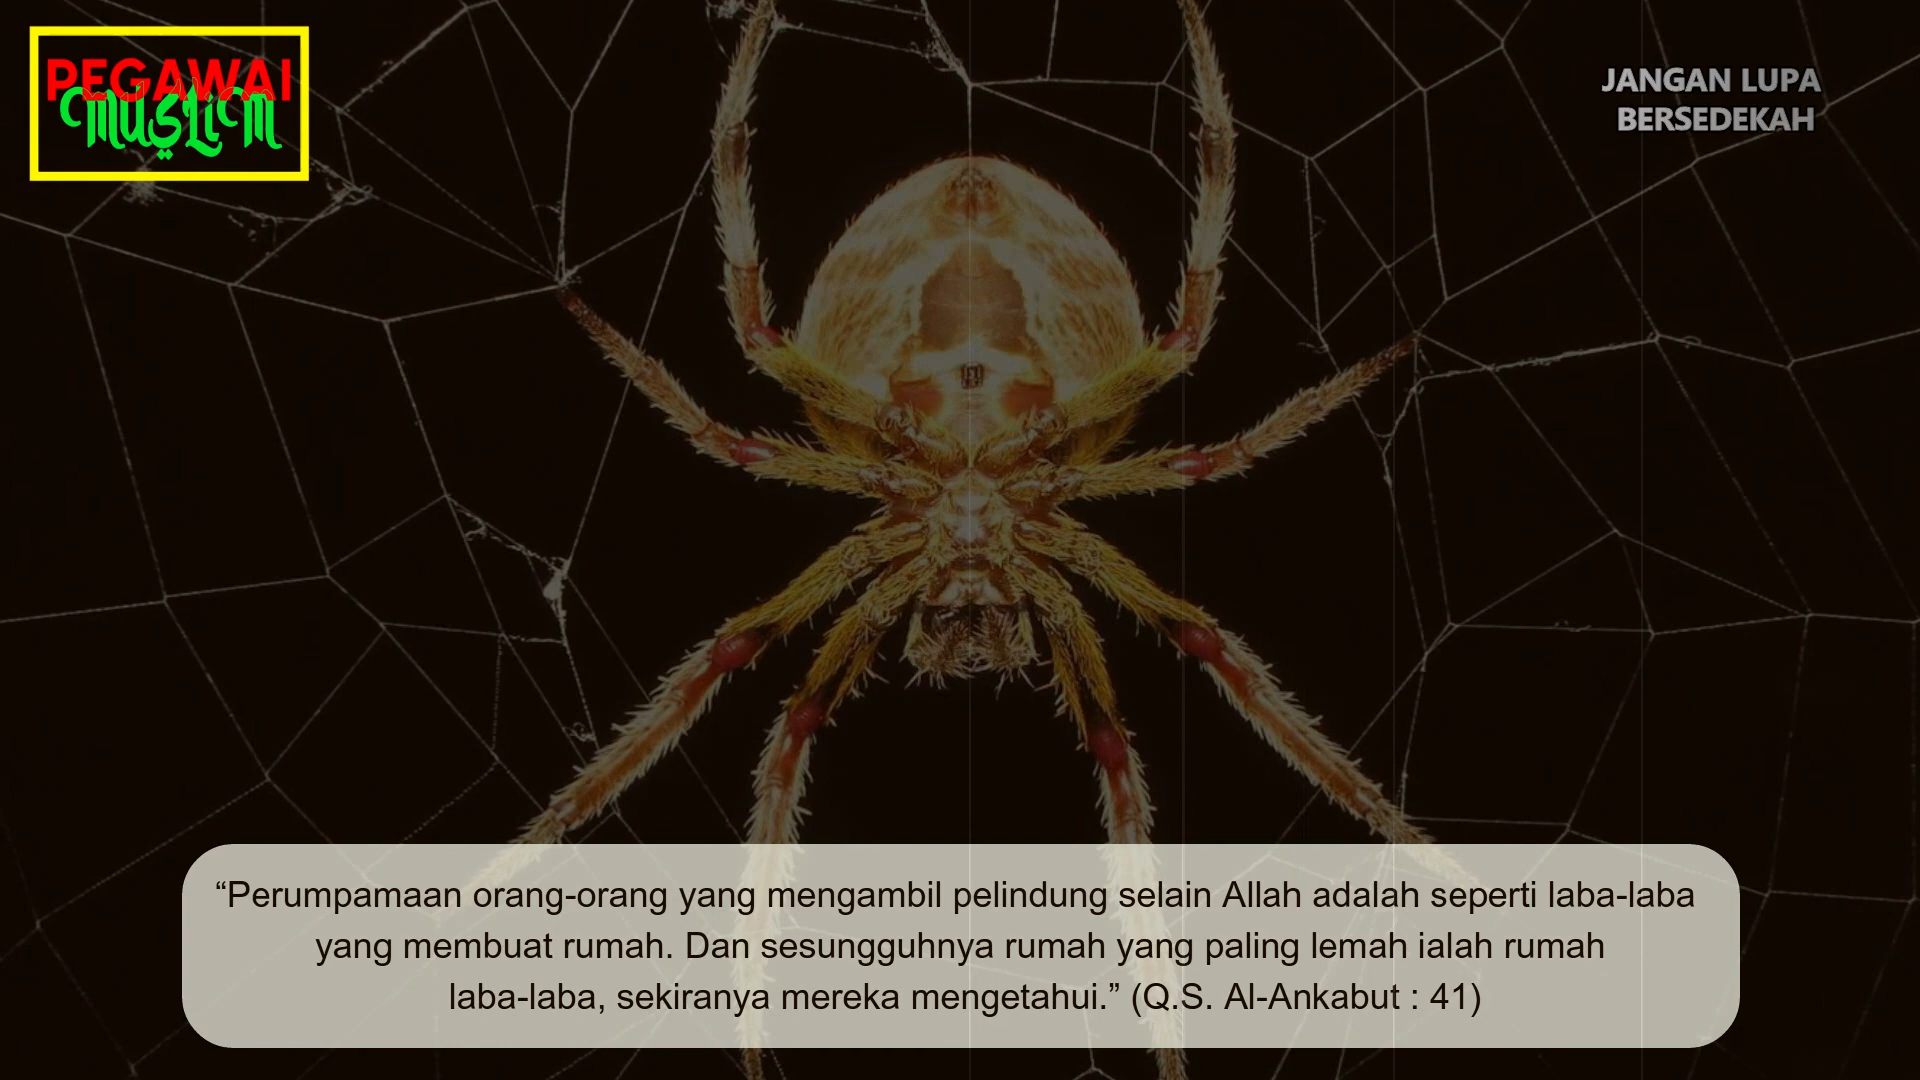 PEGAWAI
MUSLIM
JANGAN LUPA
BERSEDEKAH
“Perumpamaan orang-orang yang mengambil pelindung selain Allah adalah seperti laba-laba
yang membuat rumah. Dan sesungguhnya rumah yang paling lemah ialah rumah
laba-laba, sekiranya mereka mengetahui.” (Q.S. Al-Ankabut : 41)